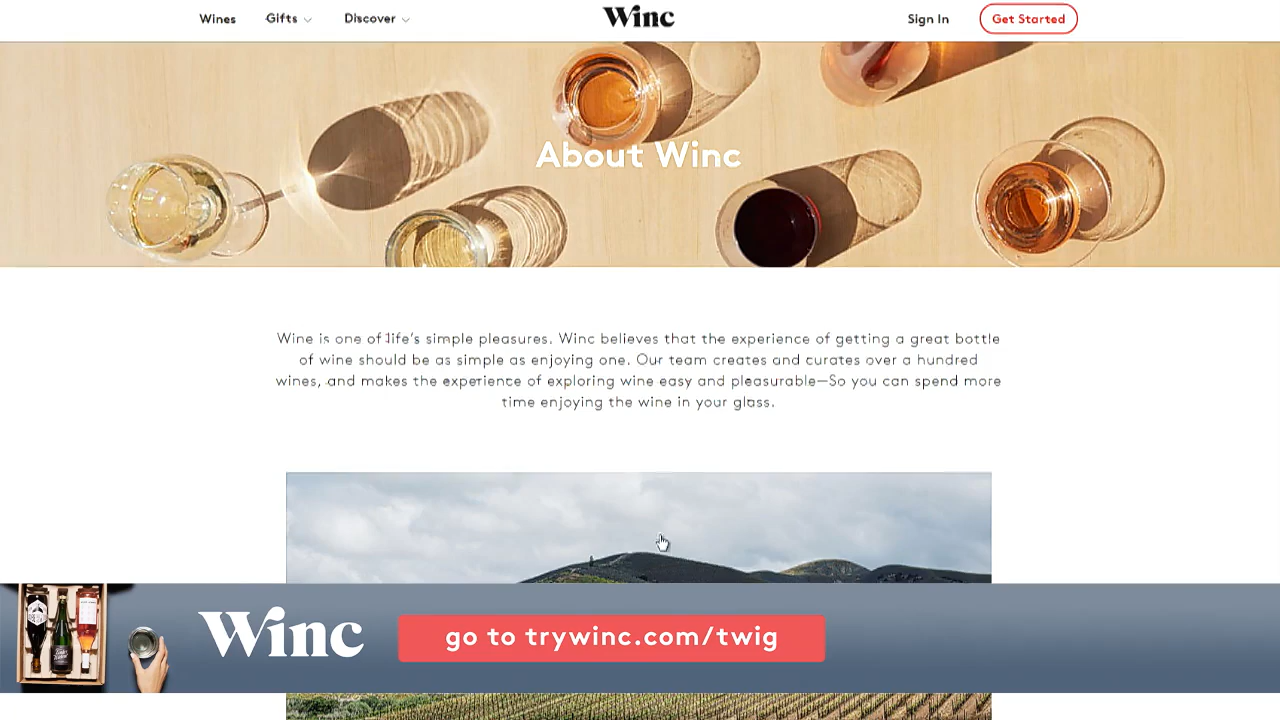 Wines
Gifts
Discover
Winc
Sign In
Get Started
About Winc
Wine is one of life's simple pleasures. Winc believes that the experience of getting a great bottle
of wine should be as simple as enjoying one. Our team creates and curates over a hundred
wines, and makes the experience of exploring wine easy and pleasurable—So you can spend more
time enjoying the wine in your glass.
Winc
go to trywinc.com/twig